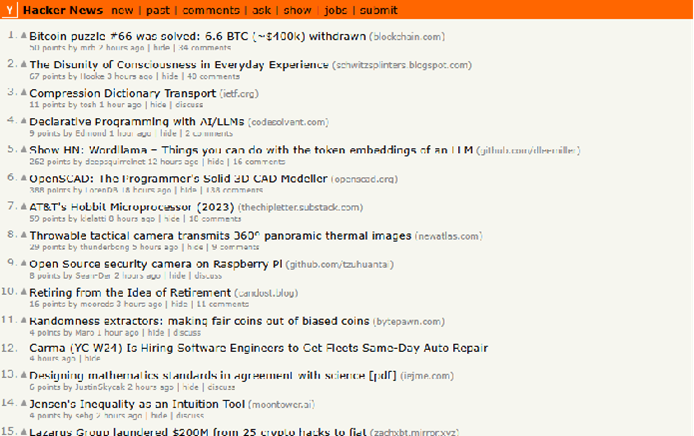 Y Hacker News new | past | comments | ask | show | jobs | submit
1. Bitcoin puzzle #66 was solved: 6.6 BTC (~$400k) withdrawn (blockchain.com)
50 points by mrb 2 hours ago | hide | 34 comments
2. The Disunity of Consciousness in Everyday Experience (schwitzsplinters.blogspot.com)
67 points by Hooke 3 hours ago | hide | 40 comments
3. Compression Dictionary Transport (ietf.org)
11 points by tosh 1 hour ago | hide | discuss
4. Declarative Programming with AI/LLMs (codesolvent.com)
9 points by Edmond 1 hour ago | hide | 2 comments
5. Show HN: Wordllama – Things you can do with the token embeddings of an LLM (github.com/dleemiller)
262 points by deepsquirrelnet 12 hours ago | hide | 16 comments
6. OpenSCAD: The Programmer's Solid 3D CAD Modeller (openscad.org)
388 points by LorenDB 18 hours ago | hide | 138 comments
7. AT&T's Hobbit Microprocessor (2023) (thechipletter.substack.com)
59 points by klelatti 8 hours ago | hide | 18 comments
8. Throwable tactical camera transmits 360° panoramic thermal images (newatlas.com)
29 points by thunderbong 5 hours ago | hide | 9 comments
9. Open Source security camera on Raspberry Pi (github.com/tzuhuantai)
8 points by Sean-Der 2 hours ago | hide | discuss
10. Retiring from the Idea of Retirement (candost.blog)
16 points by mooreds 3 hours ago | hide | 11 comments
11. Randomness extractors: making fair coins out of biased coins (bytepawn.com)
4 points by Maro 1 hour ago | hide | discuss
12. Carma (YC W24) Is Hiring Software Engineers to Get Fleets Same-Day Auto Repair
4 hours ago | hide
13. Designing mathematics standards in agreement with science [pdf] (iejme.com)
6 points by JustinSkycak 2 hours ago | hide | discuss
14. Jensen's Inequality as an Intuition Tool (moontower.ai)
4 points by sebg 2 hours ago | hide | discuss
15. Lazarus Group laundered $200M from 25 crypto hacks to fiat (zachxbt.mirror.xyz)